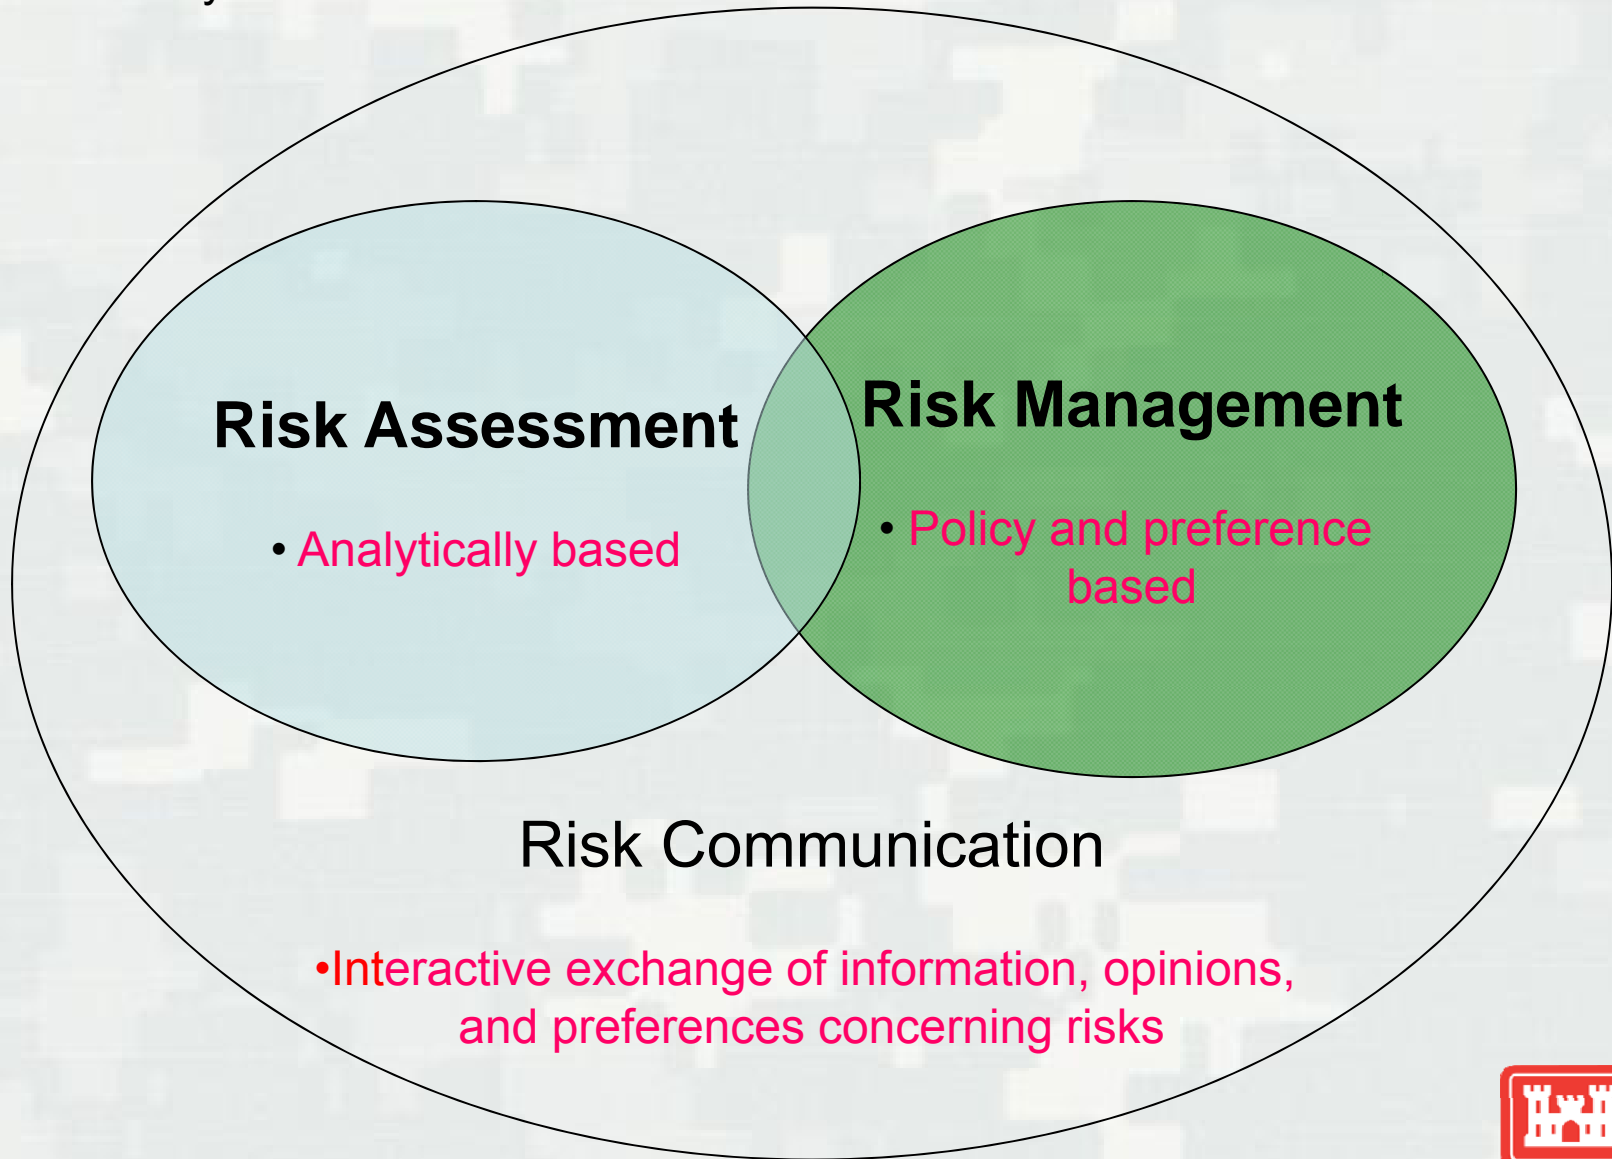 Risk Assessment
• Analytically based
Risk Management
• Policy and preference
based
Risk Communication
•Interactive exchange of information, opinions,
and preferences concerning risks